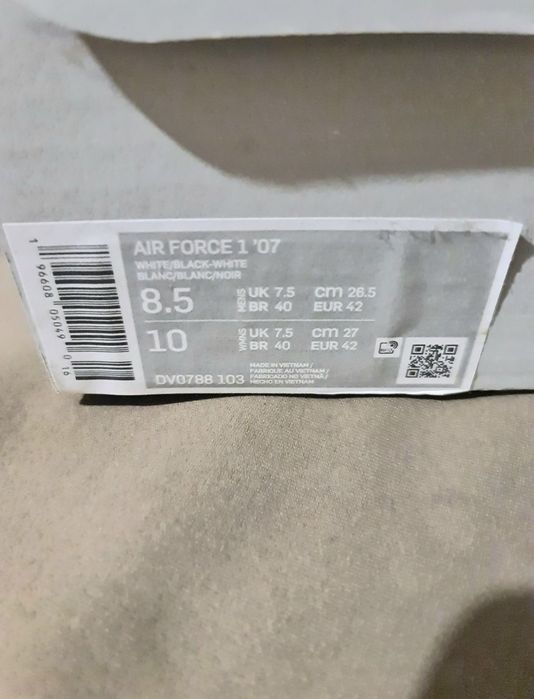 AIR FORCE 1 '07
WHITE/BLACK-WHITE
BLANC/BLANC/NOIR
8.5 MENS UK 7.5 cm 26.5
BR 40 EUR 42
10 WMNS UK 7.5 cm 27
BR 40 EUR 42
DV0788 103
MADE IN VIETNAM /
FABRIQUE AU VIETNAM /
FABRICADO NO VIETNÃ /
HECHO EN VIETNAM
1 96608 05049 0 16